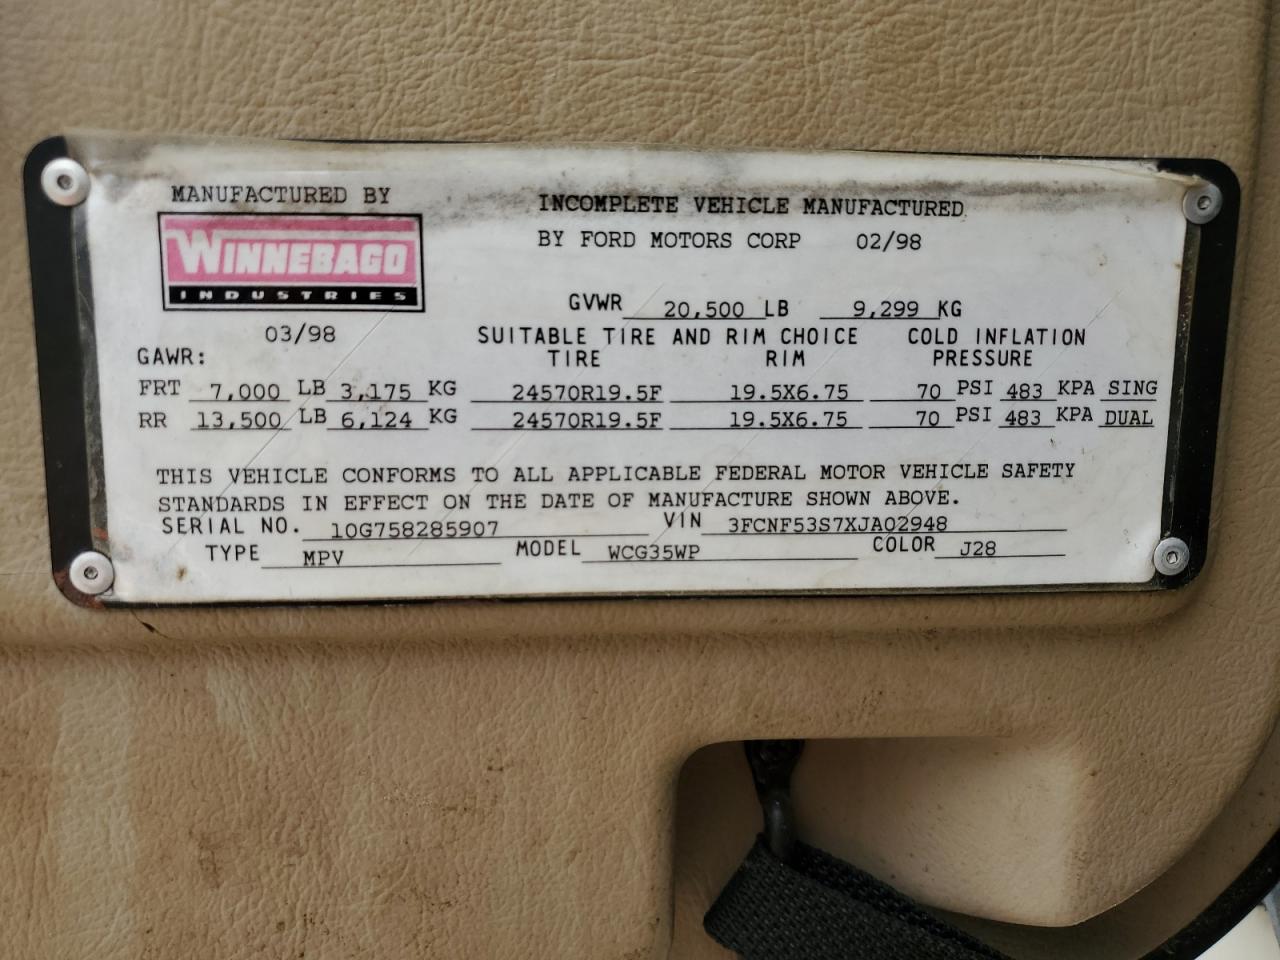 MANUFACTURED BY
WINNEBAGO
INDUSTRIES
03/98
INCOMPLETE VEHICLE MANUFACTURED
BY FORD MOTORS CORP 02/98
GVWR 20,500 LB 9,299 KG
SUITABLE TIRE AND RIM CHOICE COLD INFLATION
GAWR: TIRE RIM PRESSURE
FRT 7,000 LB 3,175 KG 24570R19.5F 19.5X6.75 70 PSI 483 KPA SING
RR 13,500 LB 6,124 KG 24570R19.5F 19.5X6.75 70 PSI 483 KPA DUAL
THIS VEHICLE CONFORMS TO ALL APPLICABLE FEDERAL MOTOR VEHICLE SAFETY
STANDARDS IN EFFECT ON THE DATE OF MANUFACTURE SHOWN ABOVE.
SERIAL NO. 10G758285907 VIN 3FCNF53S7XJA02948
TYPE MPV MODEL WCG35WP COLOR J28